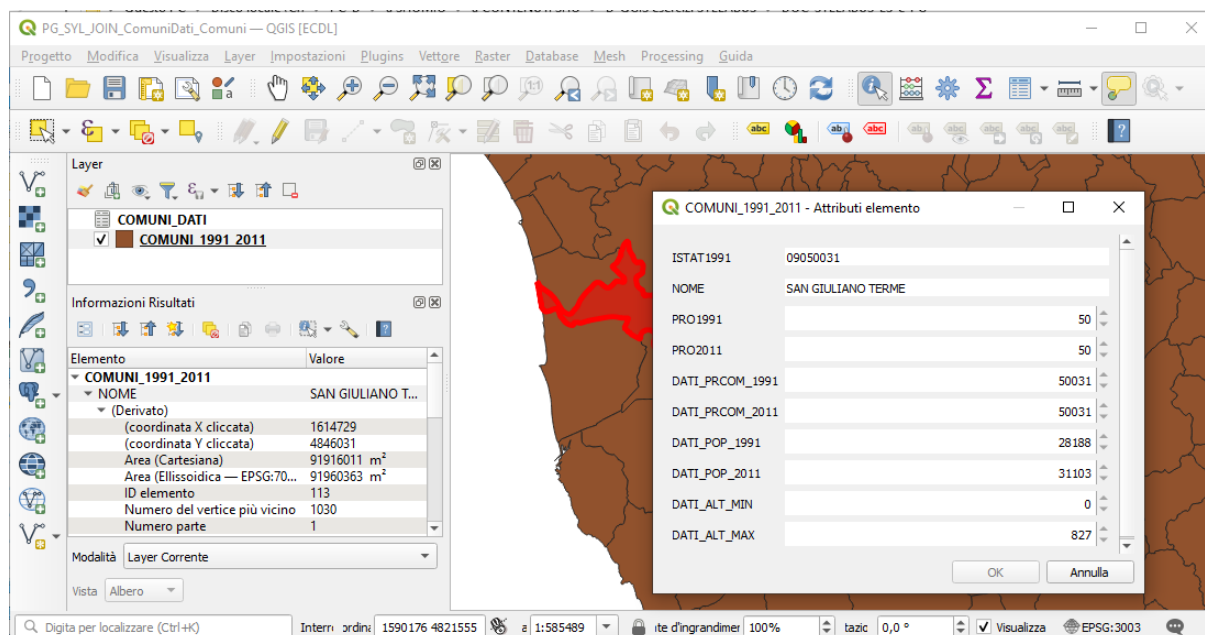 PG_SYL_JOIN_ComuniDati_Comuni — QGIS [ECDL]
Progetto Modifica Visualizza Layer Impostazioni Plugins Vettore Raster Database Mesh Processing Guida
Layer
COMUNI_DATI
COMUNI_1991_2011
Informazioni Risultati
Elemento Valore
COMUNI_1991_2011
NOME SAN GIULIANO T...
(Derivato)
(coordinata X cliccata) 1614729
(coordinata Y cliccata) 4846031
Area (Cartesiana) 91916011 m²
Area (Ellissoidica — EPSG:70... 91960363 m²
ID elemento 113
Numero del vertice più vicino 1030
Numero parte 1
Modalità Layer Corrente
Vista Albero
COMUNI_1991_2011 - Attributi elemento
ISTAT1991 09050031
NOME SAN GIULIANO TERME
PRO1991 50
PRO2011 50
DATI_PRCOM_1991 50031
DATI_PRCOM_2011 50031
DATI_POP_1991 28188
DATI_POP_2011 31103
DATI_ALT_MIN 0
DATI_ALT_MAX 827
OK Annulla
Digita per localizzare (Ctrl+K) Interr ordina 1590176 4821555 a 1:585489 te d'ingrandimer 100% tazic 0,0 ° Visualizza EPSG:3003